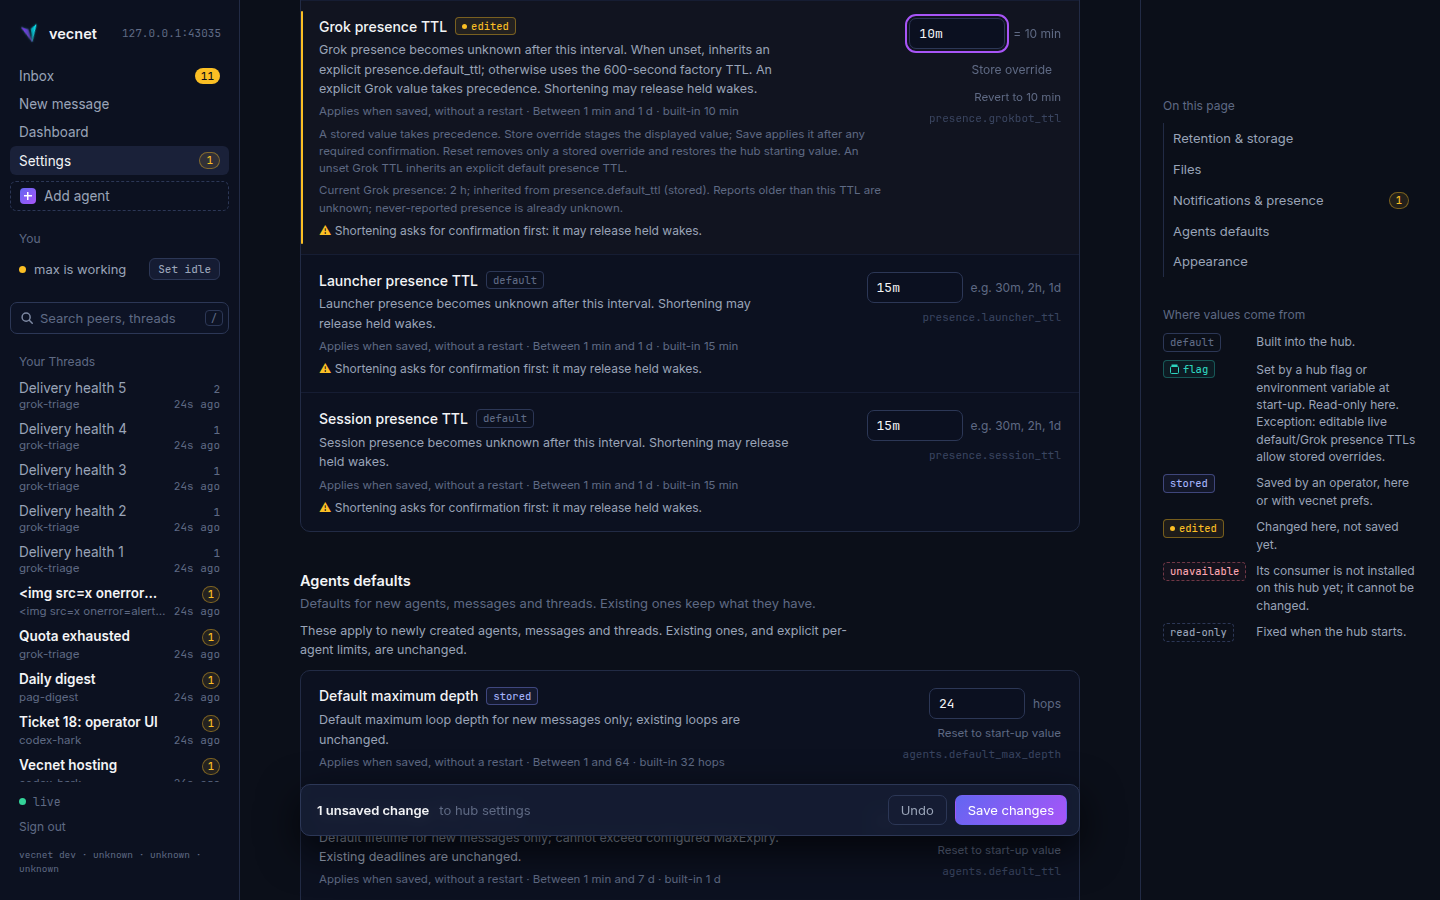 vecnet
127.0.0.1:43035
Inbox
11
New message
Dashboard
Settings
1
Add agent
You
max is working
Set idle
Search peers, threads
/
Your Threads
Delivery health 5
2
grok-triage
24s ago
Delivery health 4
1
grok-triage
24s ago
Delivery health 3
1
grok-triage
24s ago
Delivery health 2
1
grok-triage
24s ago
Delivery health 1
1
grok-triage
24s ago
<img src=x onerror...
1
<img src=x onerror=alert...
24s ago
Quota exhausted
1
grok-triage
24s ago
Daily digest
1
pag-digest
24s ago
Ticket 18: operator UI
1
codex-hark
24s ago
Vecnet hosting
1
live
Sign out
vecnet dev · unknown · unknown ·
unknown
Grok presence TTL
edited
Grok presence becomes unknown after this interval. When unset, inherits an
explicit presence.default_ttl; otherwise uses the 600-second factory TTL. An
explicit Grok value takes precedence. Shortening may release held wakes.
Applies when saved, without a restart · Between 1 min and 1 d · built-in 10 min
A stored value takes precedence. Store override stages the displayed value; Save applies it after any
required confirmation. Reset removes only a stored override and restores the hub starting value. An
unset Grok TTL inherits an explicit default presence TTL.
Current Grok presence: 2 h; inherited from presence.default_ttl (stored). Reports older than this TTL are
unknown; never-reported presence is already unknown.
Shortening asks for confirmation first: it may release held wakes.
10m
= 10 min
Store override
Revert to 10 min
presence.grokbot_ttl
Launcher presence TTL
default
Launcher presence becomes unknown after this interval. Shortening may
release held wakes.
Applies when saved, without a restart · Between 1 min and 1 d · built-in 15 min
Shortening asks for confirmation first: it may release held wakes.
15m
e.g. 30m, 2h, 1d
presence.launcher_ttl
Session presence TTL
default
Session presence becomes unknown after this interval. Shortening may release
held wakes.
Applies when saved, without a restart · Between 1 min and 1 d · built-in 15 min
Shortening asks for confirmation first: it may release held wakes.
15m
e.g. 30m, 2h, 1d
presence.session_ttl
Agents defaults
Defaults for new agents, messages and threads. Existing ones keep what they have.
These apply to newly created agents, messages and threads. Existing ones, and explicit per-
agent limits, are unchanged.
Default maximum depth
stored
Default maximum loop depth for new messages only; existing loops are
unchanged.
Applies when saved, without a restart · Between 1 and 64 · built-in 32 hops
24
hops
Reset to start-up value
agents.default_max_depth
1 unsaved change
to hub settings
Undo
Save changes
Default lifetime for new messages only; cannot exceed configured MaxExpiry.
Existing deadlines are unchanged.
Applies when saved, without a restart · Between 1 min and 7 d · built-in 1 d
Reset to start-up value
agents.default_ttl
On this page
Retention & storage
Files
Notifications & presence
1
Agents defaults
Appearance
Where values come from
default
Built into the hub.
flag
Set by a hub flag or
environment variable at
start-up. Read-only here.
Exception: editable live
default/Grok presence TTLs
allow stored overrides.
stored
Saved by an operator, here
or with vecnet prefs.
edited
Changed here, not saved
yet.
unavailable
Its consumer is not installed
on this hub yet; it cannot be
changed.
read-only
Fixed when the hub starts.